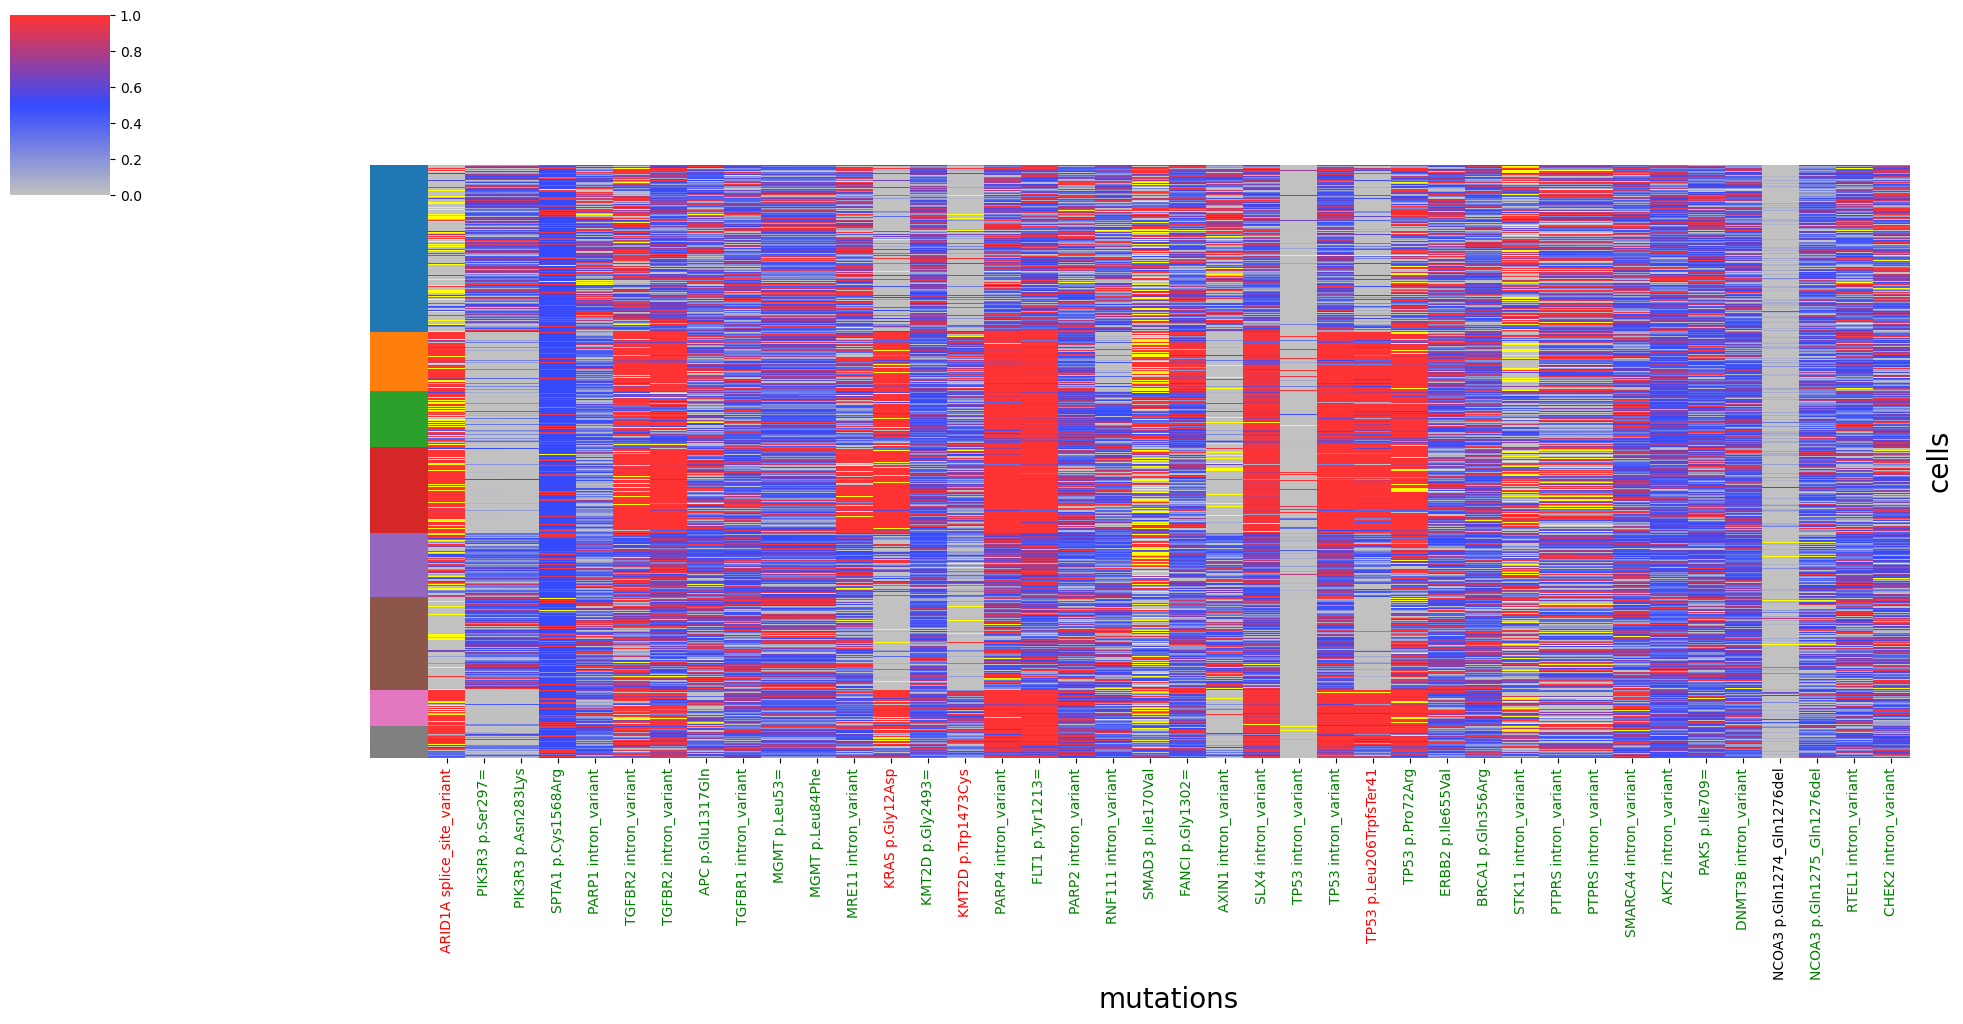 1.0
0.8
0.6
0.4
0.2
0.0
cells
ARID1A splice_site_variant
PIK3R3 p.Ser297=
PIK3R3 p.Asn283Lys
SPTA1 p.Cys1568Arg
PARP1 intron_variant
TGFBR2 intron_variant
TGFBR2 intron_variant
APC p.Glu1317Gln
TGFBR1 intron_variant
MGMT p.Leu53=
MGMT p.Leu84Phe
MRE11 intron_variant
KRAS p.Gly12Asp
KMT2D p.Gly2493=
KMT2D p.Trp1473Cys
PARP4 intron_variant
FLT1 p.Tyr1213=
PARP2 intron_variant
RNF111 intron_variant
SMAD3 p.Ile170Val
FANCI p.Gly1302=
AXIN1 intron_variant
SLX4 intron_variant
TP53 intron_variant
TP53 intron_variant
TP53 p.Leu206TrpfsTer41
TP53 p.Pro72Arg
ERBB2 p.Ile655Val
BRCA1 p.Gln356Arg
STK11 intron_variant
PTPRS intron_variant
PTPRS intron_variant
SMARCA4 intron_variant
AKT2 intron_variant
PAK5 p.Ile709=
DNMT3B intron_variant
NCOA3 p.Gln1274_Gln1276del
NCOA3 p.Gln1275_Gln1276del
RTEL1 intron_variant
CHEK2 intron_variant
mutations